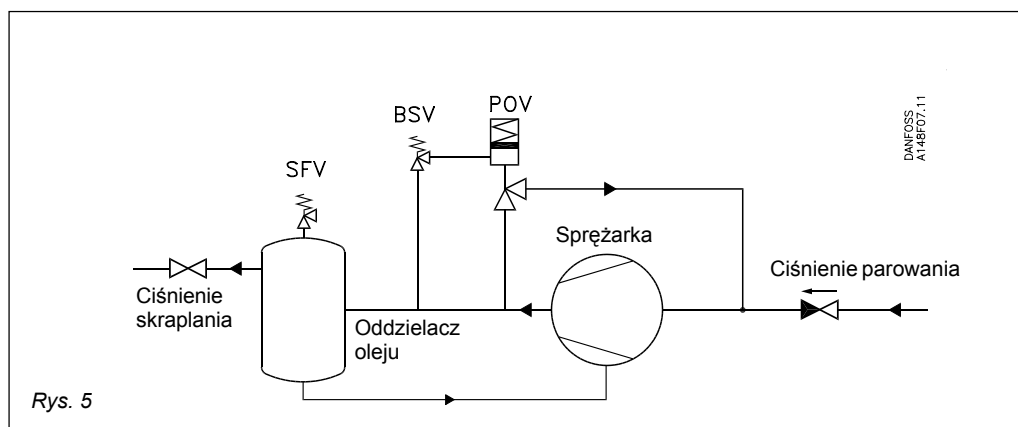 POV
BSV
DANFOSS
A148F07.11
SFV
Sprężarka
Ciśnienie parowania
Ciśnienie
skraplania
Oddzielacz
oleju
Rys. 5